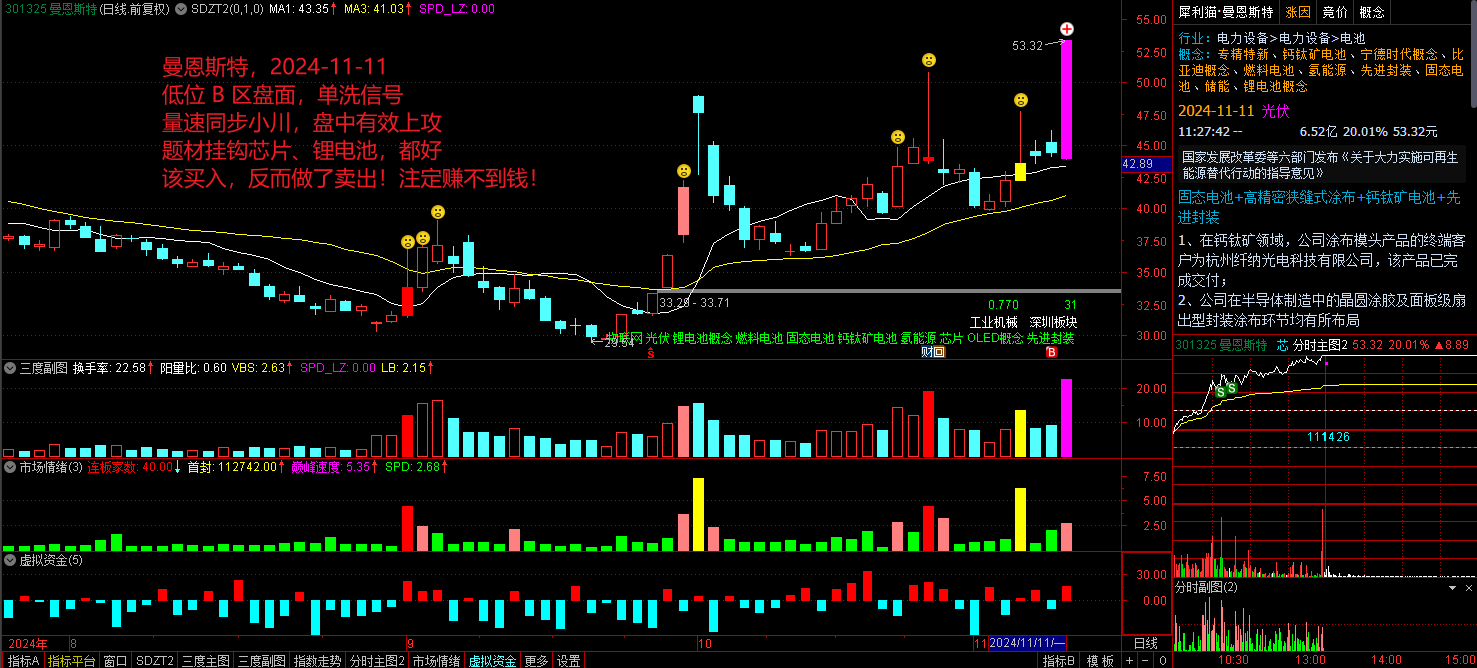 301325 曼恩斯特(日线.前复权) SDZT2(0,1,0) MA1: 43.35↑ MA3: 41.03↑ SPD_LZ: 0.00
曼恩斯特，2024-11-11
低位 B 区盘面，单洗信号
量速同步小川，盘中有效上攻
题材挂钩芯片、锂电池，都好
该买入，反而做了卖出！注定赚不到钱！
53.32
33.29 - 33.71
29.54
0.770 31
工业机械 深圳板块
物联网 光伏 锂电池概念 燃料电池 固态电池 钙钛矿电池 氢能源 芯片 OLED概念 先进封装
S 财 回 B
55.00
52.50
50.00
47.50
45.00
42.89
42.50
40.00
37.50
35.00
32.50
30.00
三度副图 换手率: 22.58↑ 阳量比: 0.60 VBS: 2.63↑ SPD_LZ: 0.00 LB: 2.15↑
20.00
10.00
市场情绪(3) 连板家数: 40.00↓ 首封: 112742.00↑ 巅峰速度: 5.35↑ SPD: 2.68↑
7.50
5.00
2.50
虚拟资金(5)
30.00
0.00
2024年 8 9 10 11 2024/11/11/一 日线
指标A 指标平台 窗口 SDZT2 三度主图 三度副图 指数走势 分时主图2 市场情绪 虚拟资金 更多 设置 指标B 模板 + - 0
犀利猫·曼恩斯特 涨因 竞价 概念
行业: 电力设备>电力设备>电池
概念: 专精特新、钙钛矿电池、宁德时代概念、比
亚迪概念、燃料电池、氢能源、先进封装、固态电
池、储能、锂电池概念
2024-11-11 光伏
11:27:42 -- 6.52亿 20.01% 53.32元
国家发展改革委等六部门发布《关于大力实施可再生
能源替代行动的指导意见》
固态电池+高精密狭缝式涂布+钙钛矿电池+先
进封装
1、在钙钛矿领域，公司涂布模头产品的终端客
户为杭州纤纳光电科技有限公司，该产品已完
成交付；
2、公司在半导体制造中的晶圆涂胶及面板级扇
出型封装涂布环节均有所布局
301325 曼恩斯特 芯 分时主图2 53.32 20.01% ▲8.89
S S
111426
分时副图(2)
10:30 13:00 14:00 15:00